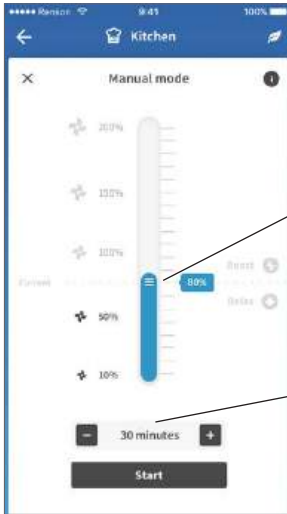 Renson 9:41 100%
Kitchen
Manual mode
200%
150%
100%
Boost
Current 80%
Relax
50%
10%
30 minutes
Start